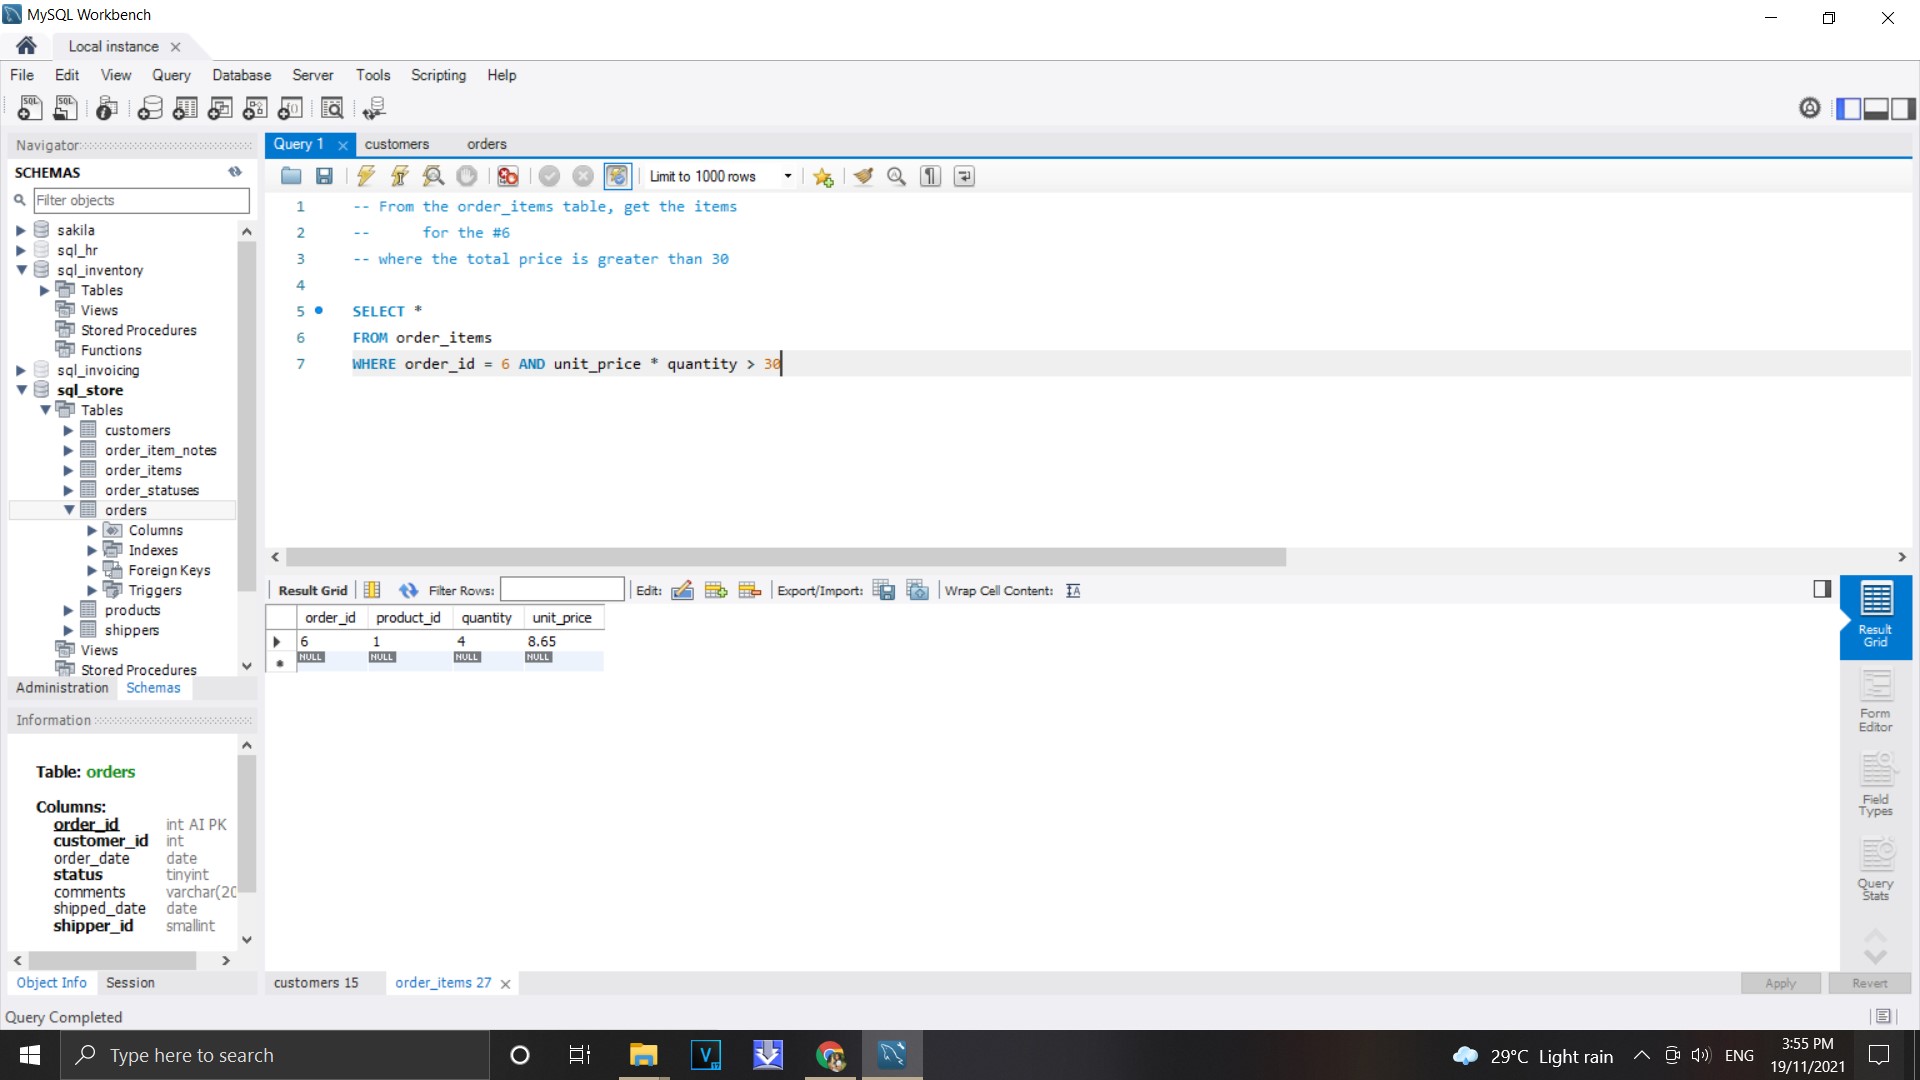 MySQL Workbench
Local instance
File Edit View Query Database Server Tools Scripting Help
Navigator
SCHEMAS
Filter objects
sakila
sql_hr
sql_inventory
Tables
Views
Stored Procedures
Functions
sql_invoicing
sql_store
Tables
customers
order_item_notes
order_items
order_statuses
orders
Columns
Indexes
Foreign Keys
Triggers
products
shippers
Views
Stored Procedures
Administration Schemas
Information
Table: orders
Columns:
order_id int AI PK
customer_id int
order_date date
status tinyint
comments varchar(20
shipped_date date
shipper_id smallint
Object Info Session
Query 1 customers orders
Limit to 1000 rows
1 -- From the order_items table, get the items
2 -- for the #6
3 -- where the total price is greater than 30
4
5 SELECT *
6 FROM order_items
7 WHERE order_id = 6 AND unit_price * quantity > 30
Result Grid Filter Rows: Edit: Export/Import: Wrap Cell Content:
order_id product_id quantity unit_price
6 1 4 8.65
NULL NULL NULL NULL
Result Grid
Form Editor
Field Types
Query Stats
customers 15 order_items 27
Apply Revert
Query Completed
Type here to search
29°C Light rain
ENG
3:55 PM
19/11/2021